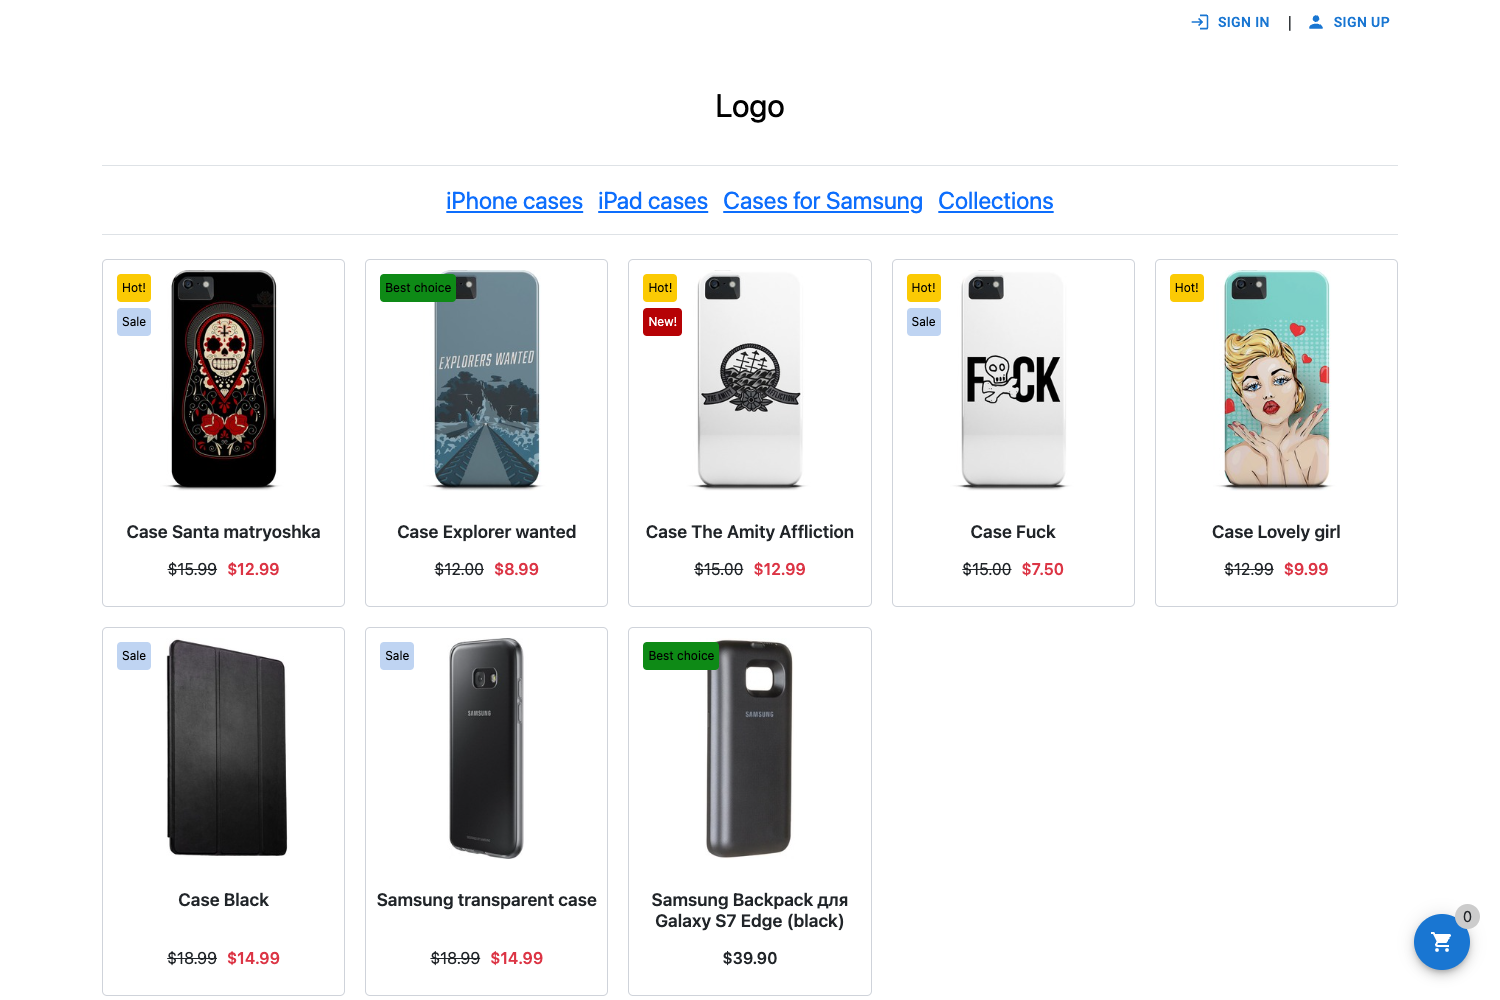 SIGN IN | SIGN UP
Logo
iPhone cases iPad cases Cases for Samsung Collections
Hot!
Sale
Case Santa matryoshka
$15.99 $12.99
Best choice
EXPLORERS WANTED
Case Explorer wanted
$12.00 $8.99
Hot!
New!
THE AMITY AFFLICTION
Case The Amity Affliction
$15.00 $12.99
Hot!
Sale
F CK
Case Fuck
$15.00 $7.50
Hot!
Case Lovely girl
$12.99 $9.99
Sale
Case Black
$18.99 $14.99
Sale
SAMSUNG
Samsung transparent case
$18.99 $14.99
Best choice
SAMSUNG
Samsung Backpack для
Galaxy S7 Edge (black)
$39.90
0